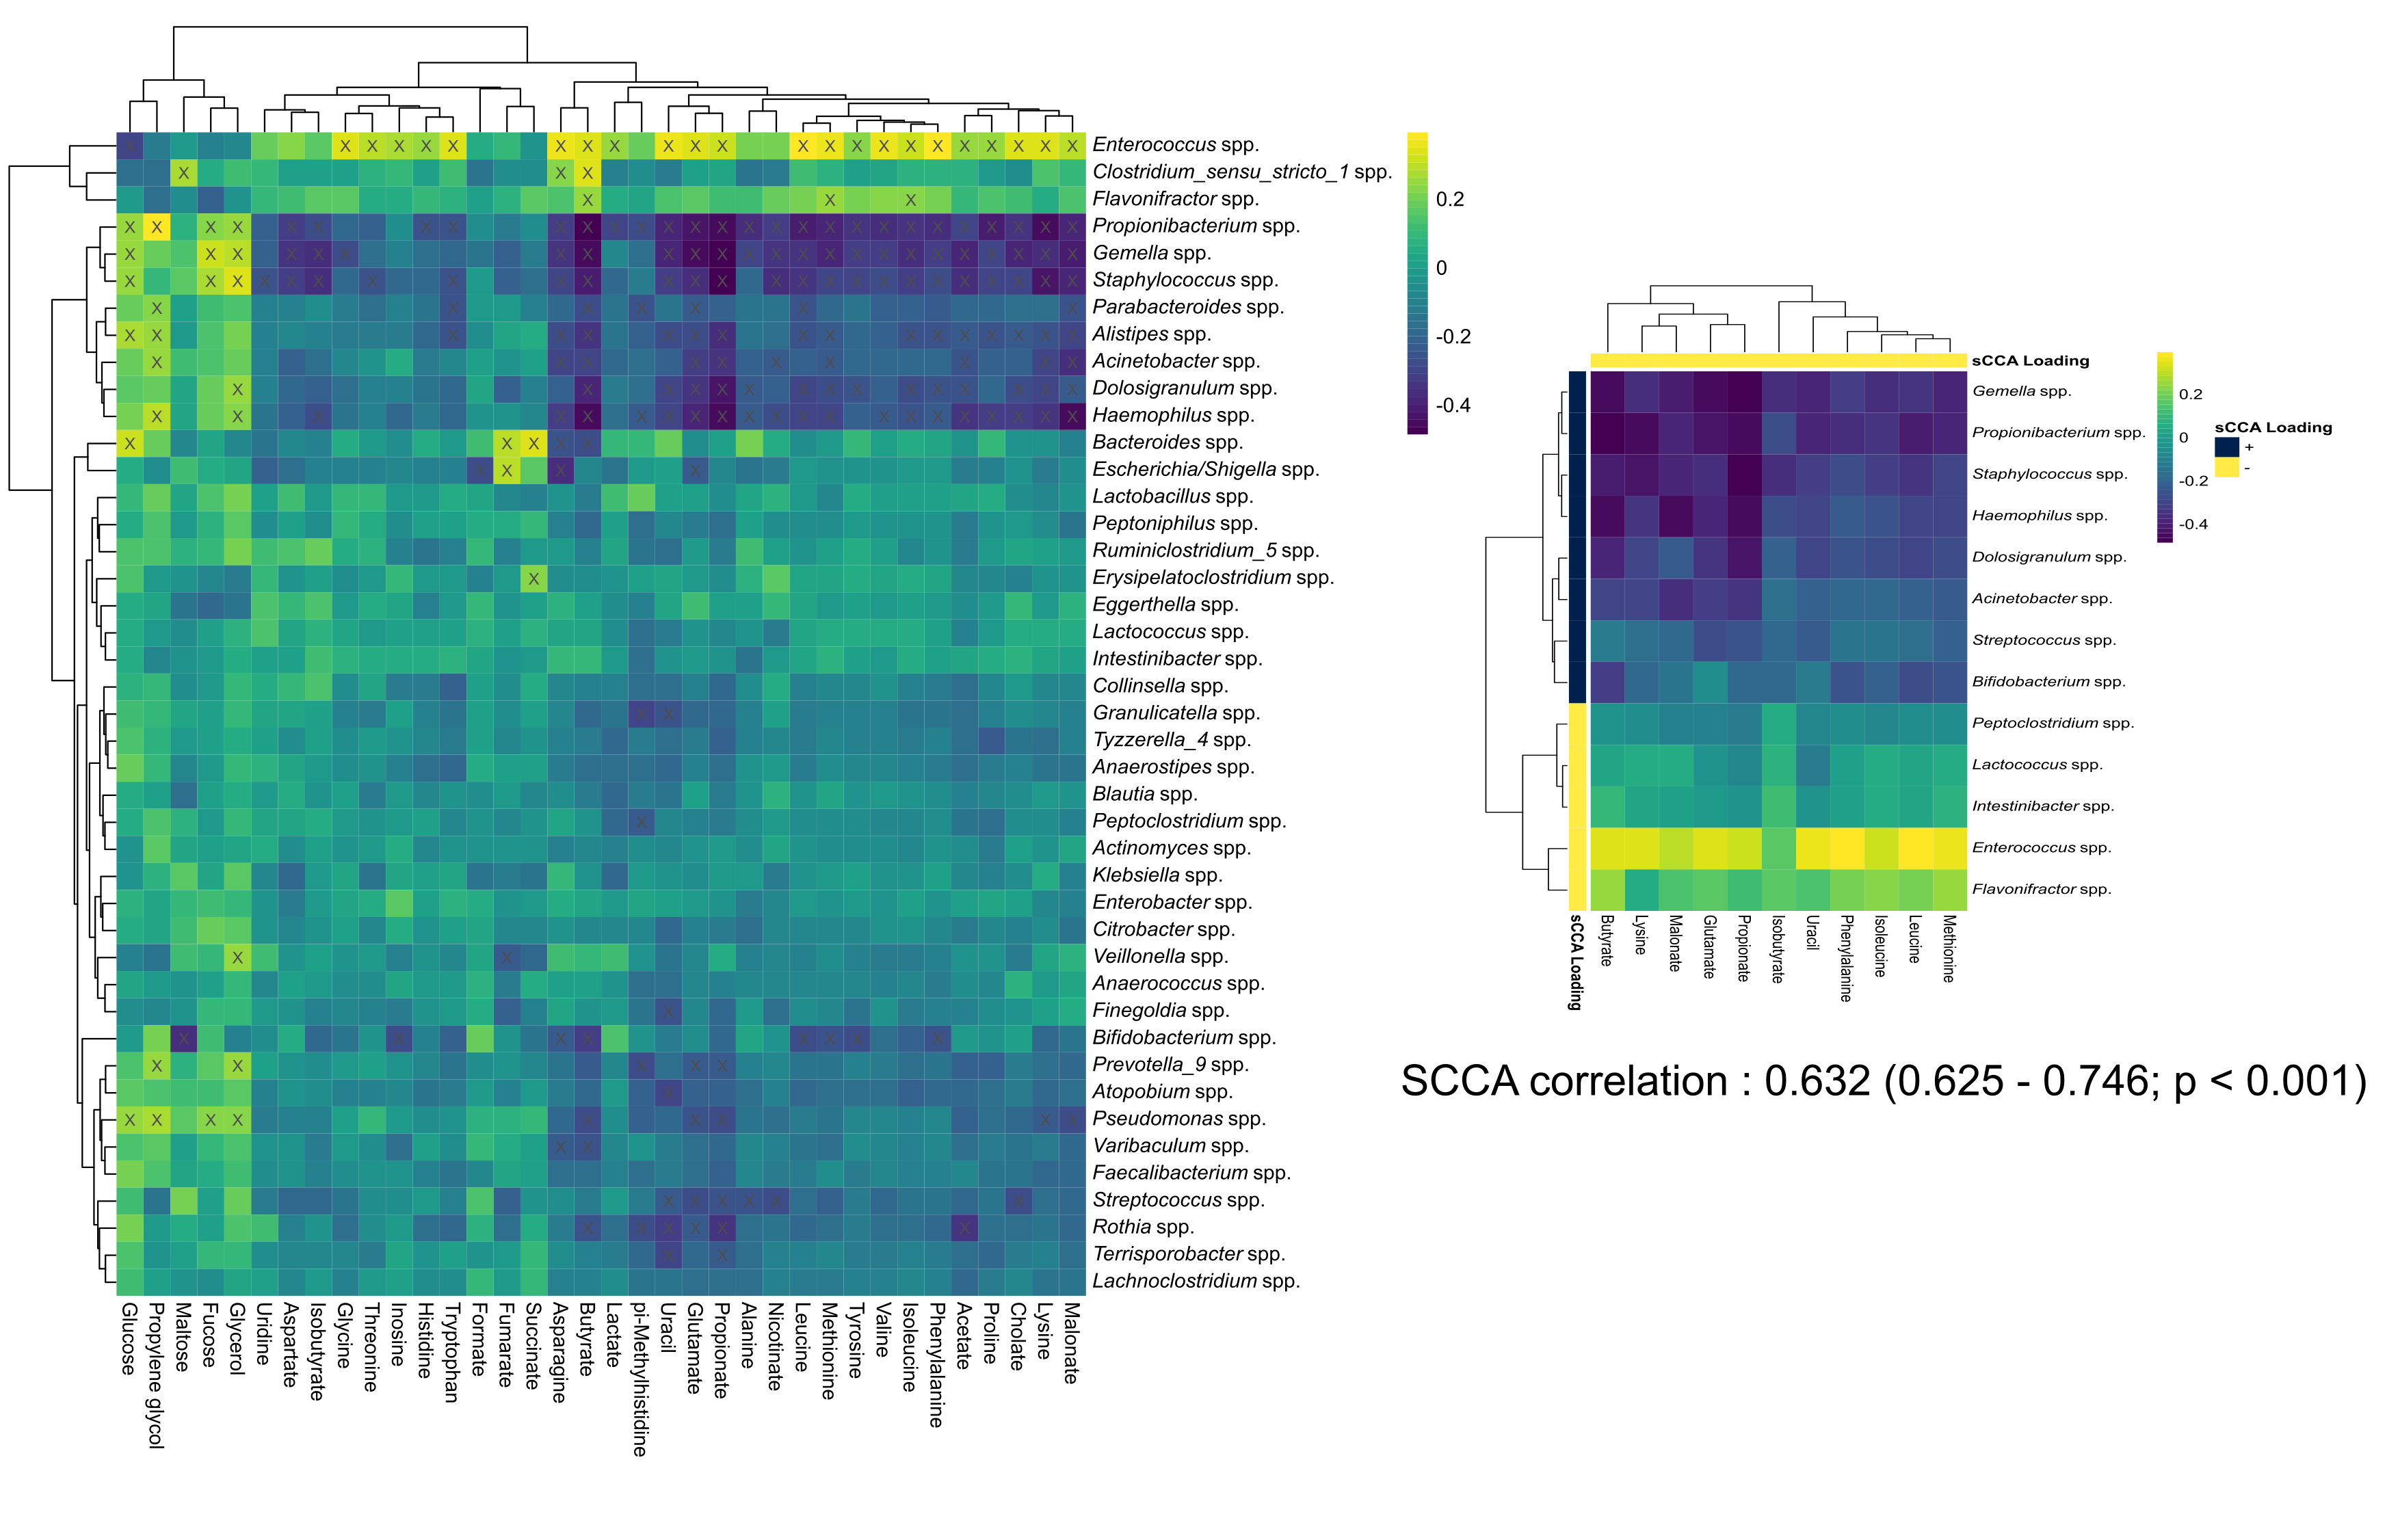 Enterococcus spp.
Clostridium_sensu_stricto_1 spp.
Flavonifractor spp.
Propionibacterium spp.
Gemella spp.
Staphylococcus spp.
Parabacteroides spp.
Alistipes spp.
Acinetobacter spp.
Dolosigranulum spp.
Haemophilus spp.
Bacteroides spp.
Escherichia/Shigella spp.
Lactobacillus spp.
Peptoniphilus spp.
Ruminiclostridium_5 spp.
Erysipelatoclostridium spp.
Eggerthella spp.
Lactococcus spp.
Intestinibacter spp.
Collinsella spp.
Granulicatella spp.
Tyzzerella_4 spp.
Anaerostipes spp.
Blautia spp.
Peptoclostridium spp.
Actinomyces spp.
Klebsiella spp.
Enterobacter spp.
Citrobacter spp.
Veillonella spp.
Anaerococcus spp.
Finegoldia spp.
Bifidobacterium spp.
Prevotella_9 spp.
Atopobium spp.
Pseudomonas spp.
Varibaculum spp.
Faecalibacterium spp.
Streptococcus spp.
Rothia spp.
Terrisporobacter spp.
Lachnoclostridium spp.
Glucose
Propylene glycol
Maltose
Fucose
Glycerol
Uridine
Aspartate
Isobutyrate
Glycine
Threonine
Inosine
Histidine
Tryptophan
Formate
Fumarate
Succinate
Asparagine
Butyrate
Lactate
pi-Methylhistidine
Uracil
Glutamate
Propionate
Alanine
Nicotinate
Leucine
Methionine
Tyrosine
Valine
Isoleucine
Phenylalanine
Acetate
Proline
Cholate
Lysine
Malonate
0.2
0
-0.2
-0.4
sCCA Loading
Gemella spp.
Propionibacterium spp.
Staphylococcus spp.
Haemophilus spp.
Dolosigranulum spp.
Acinetobacter spp.
Streptococcus spp.
Bifidobacterium spp.
Peptoclostridium spp.
Lactococcus spp.
Intestinibacter spp.
Enterococcus spp.
Flavonifractor spp.
sCCA Loading
Butyrate
Lysine
Malonate
Glutamate
Propionate
Isobutyrate
Uracil
Phenylalanine
Isoleucine
Leucine
Methionine
0.2
0
-0.2
-0.4
sCCA Loading
+
-
SCCA correlation : 0.632 (0.625 - 0.746; p < 0.001)